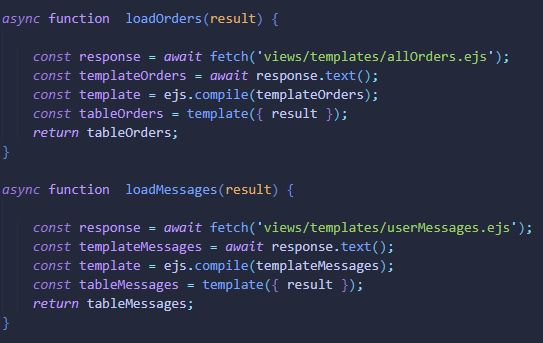 async function  loadOrders(result) {
const response = await fetch('views/templates/allOrders.ejs');
const templateOrders = await response.text();
const template = ejs.compile(templateOrders);
const tableOrders = template({ result });
return tableOrders;
}
async function  loadMessages(result) {
const response = await fetch('views/templates/userMessages.ejs');
const templateMessages = await response.text();
const template = ejs.compile(templateMessages);
const tableMessages = template({ result });
return tableMessages;
}